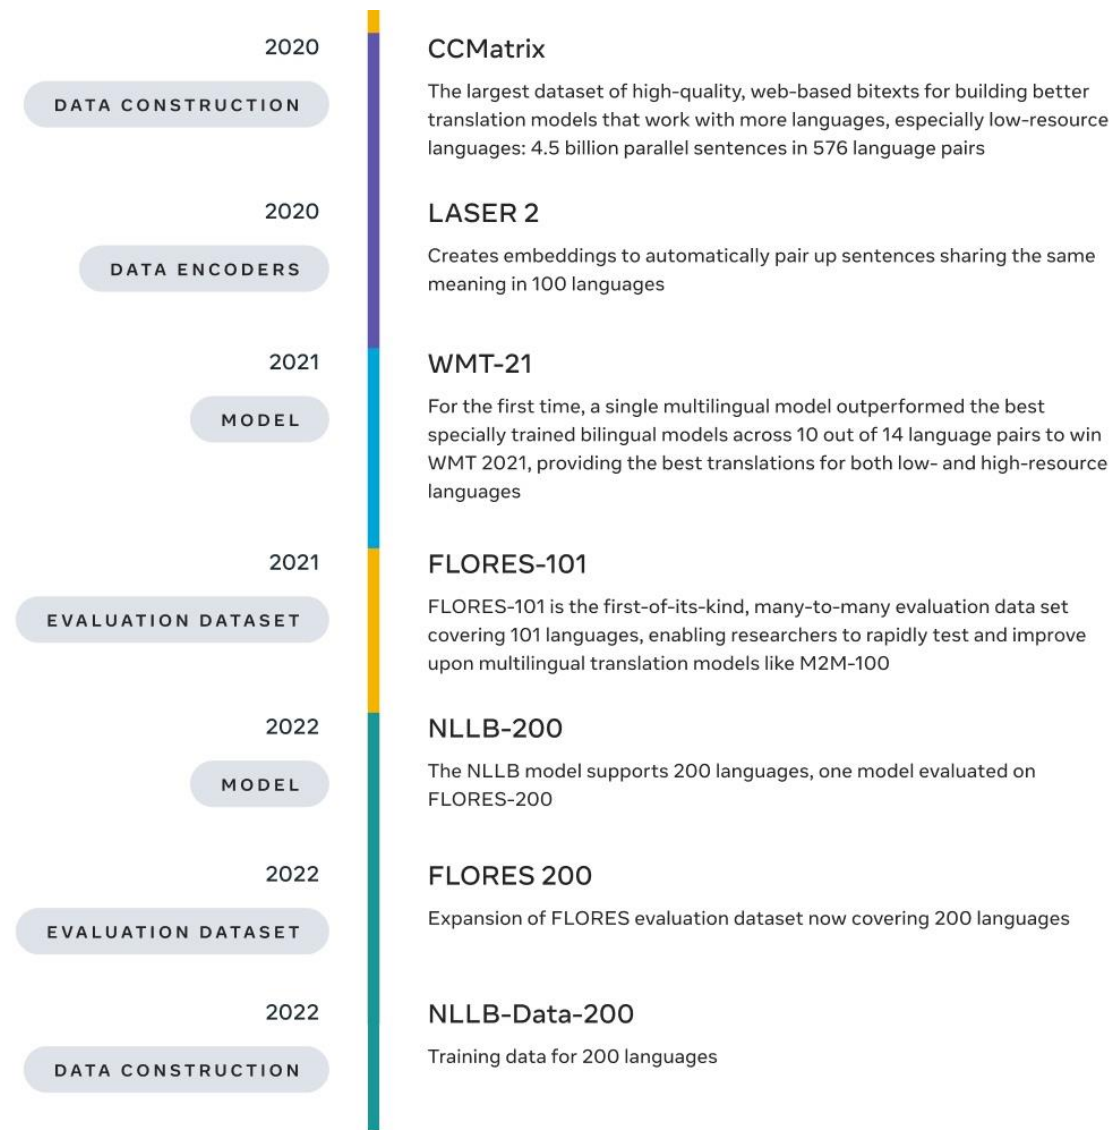 2020
CCMatrix
DATA CONSTRUCTION
The largest dataset of high-quality, web-based bitexts for building better
translation models that work with more languages, especially low-resource
languages: 4.5 billion parallel sentences in 576 language pairs
2020
LASER 2
DATA ENCODERS
Creates embeddings to automatically pair up sentences sharing the same
meaning in 100 languages
2021
WMT-21
MODEL
For the first time, a single multilingual model outperformed the best
specially trained bilingual models across 10 out of 14 language pairs to win
WMT 2021, providing the best translations for both low- and high-resource
languages
2021
FLORES-101
EVALUATION DATASET
FLORES-101 is the first-of-its-kind, many-to-many evaluation data set
covering 101 languages, enabling researchers to rapidly test and improve
upon multilingual translation models like M2M-100
2022
NLLB-200
MODEL
The NLLB model supports 200 languages, one model evaluated on
FLORES-200
2022
FLORES 200
EVALUATION DATASET
Expansion of FLORES evaluation dataset now covering 200 languages
2022
NLLB-Data-200
DATA CONSTRUCTION
Training data for 200 languages